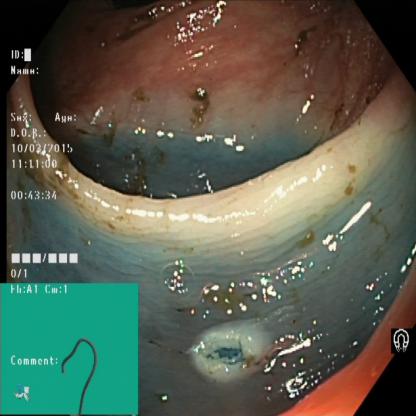 ID:
Name:
Sex: Age:
D.O.B.:
10/02/2015
11:11:00
00:43:34
■■■/■■■
0/1
Eh:A1 Cm:1
Comment: